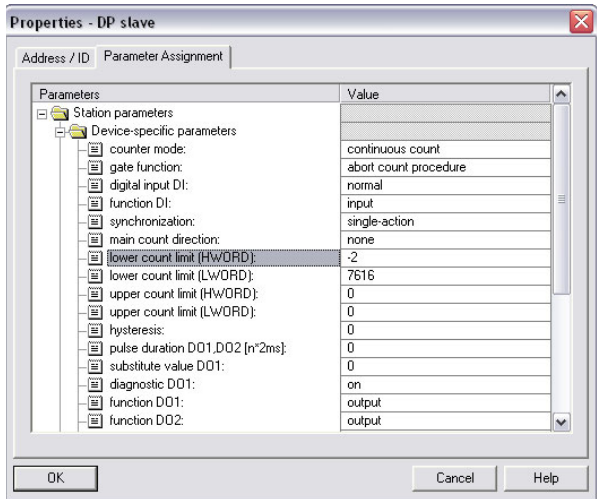 Properties - DP slave
Address / ID Parameter Assignment
Parameters Value
Station parameters
Device-specific parameters
counter mode: continuous count
gate function: abort count procedure
digital input DI: normal
function DI: input
synchronization: single-action
main count direction: none
lower count limit (HWORD): -2
lower count limit (LWORD): 7616
upper count limit (HWORD): 0
upper count limit (LWORD): 0
hysteresis: 0
pulse duration DO1,DO2 [n*2ms]: 0
substitute value DO1: 0
diagnostic DO1: on
function DO1: output
function DO2: output
OK Cancel Help